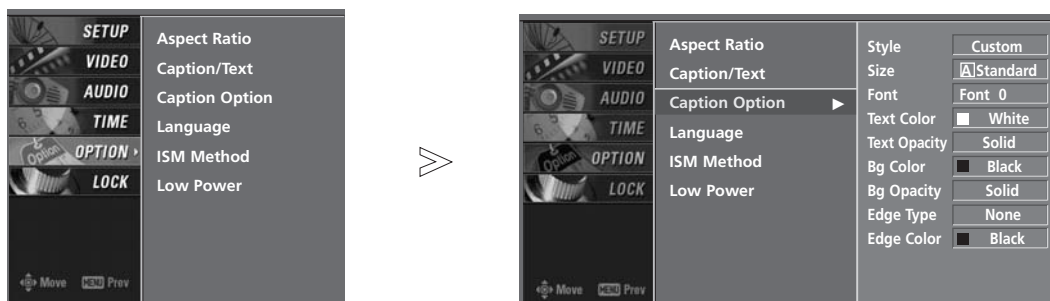 SETUP
VIDEO
AUDIO
TIME
OPTION
LOCK
Move MENU Prev
Aspect Ratio
Caption/Text
Caption Option
Language
ISM Method
Low Power
SETUP
VIDEO
AUDIO
TIME
OPTION
LOCK
Move MENU Prev
Aspect Ratio
Caption/Text
Caption Option
Language
ISM Method
Low Power
Style Custom
Size A Standard
Font Font 0
Text Color White
Text Opacity Solid
Bg Color Black
Bg Opacity Solid
Edge Type None
Edge Color Black